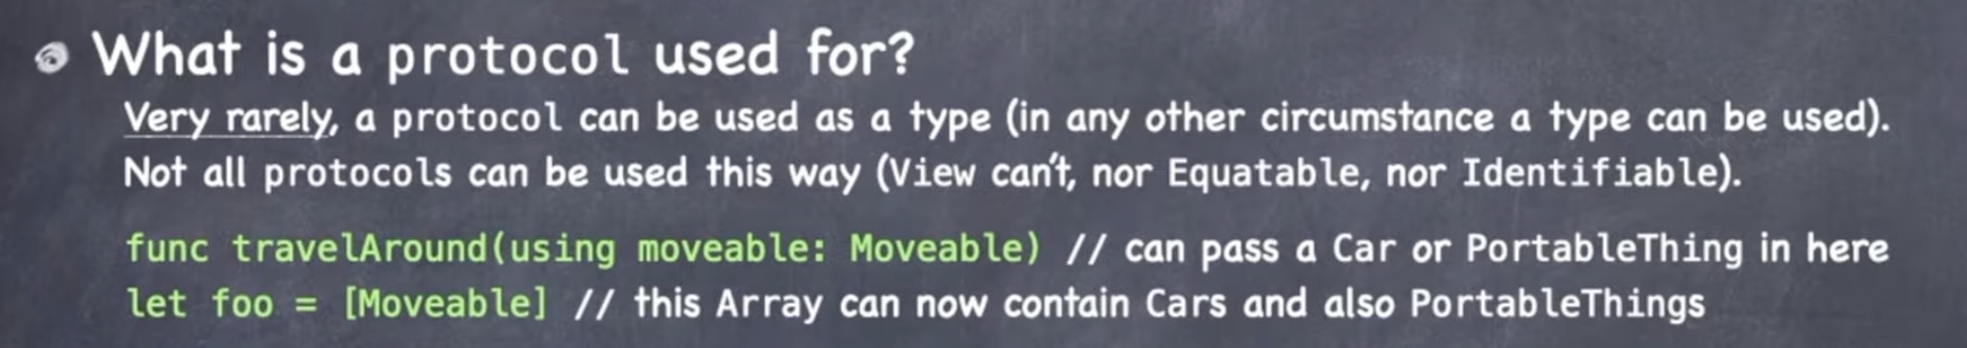 What is a protocol used for?
Very rarely, a protocol can be used as a type (in any other circumstance a type can be used).
Not all protocols can be used this way (View can't, nor Equatable, nor Identifiable).
func travelAround(using moveable: Moveable) // can pass a Car or PortableThing in here
let foo = [Moveable] // this Array can now contain Cars and also PortableThings